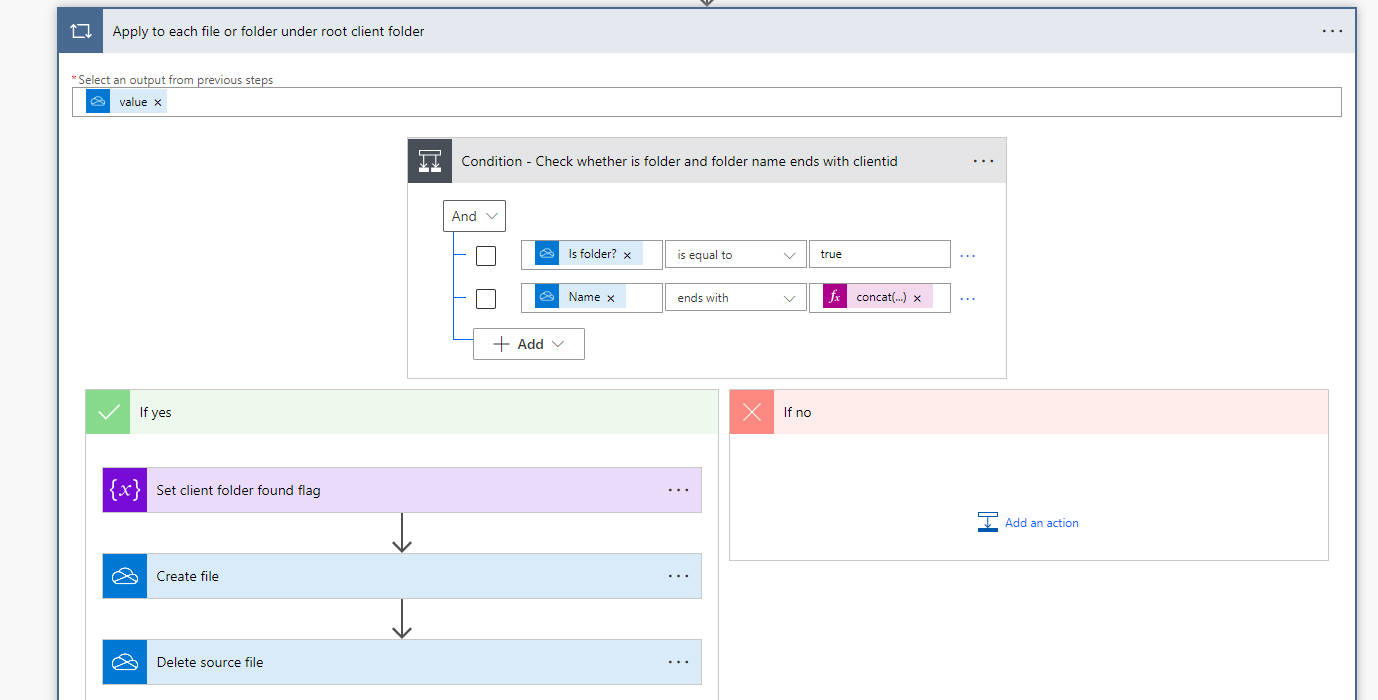 Apply to each file or folder under root client folder
* Select an output from previous steps
value ×
Condition - Check whether is folder and folder name ends with clientid
And
Is folder? × is equal to true
Name × ends with fx concat(...) ×
Add
If yes
If no
{x} Set client folder found flag
Add an action
Create file
Delete source file